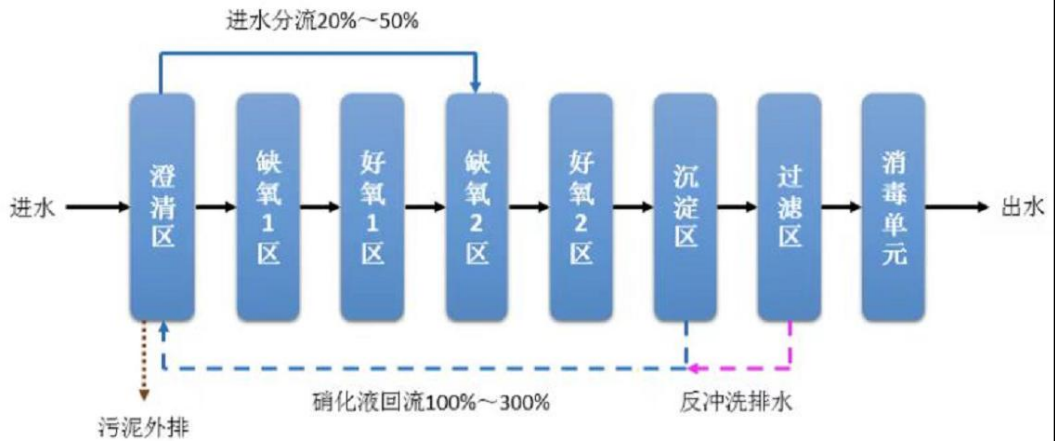 进水分流20%～50%
进水
澄清区
缺氧1区
好氧1区
缺氧2区
好氧2区
沉淀区
过滤区
消毒单元
出水
硝化液回流100%～300%
反冲洗排水
污泥外排